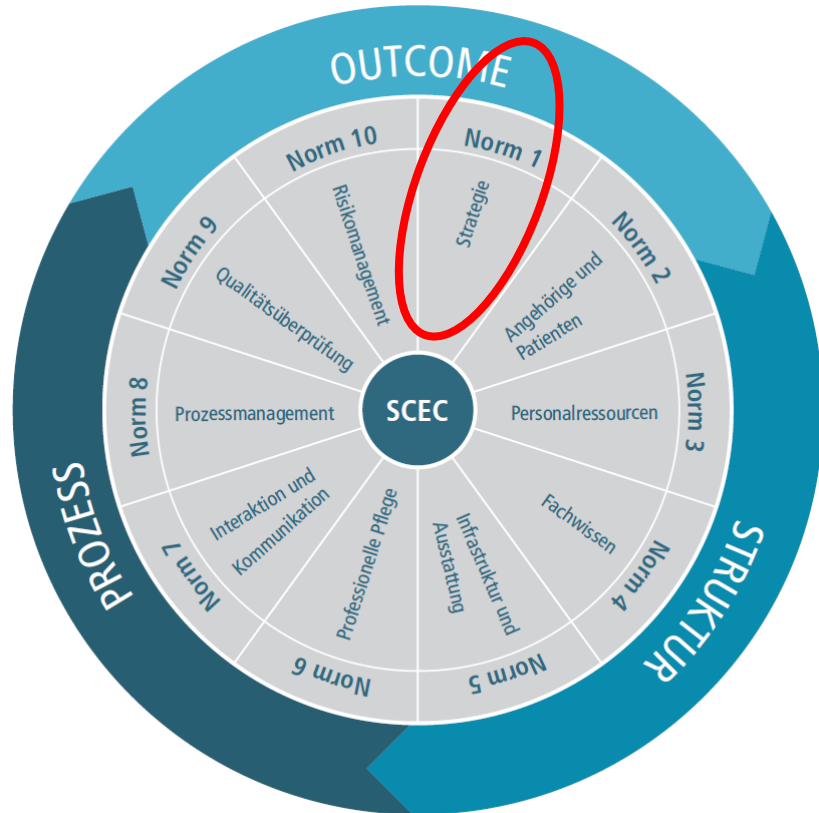 OUTCOME
STRUKTUR
PROZESS
Norm 1
Strategie
Norm 2
Angehörige und
Patienten
Norm 3
Personalressourcen
Norm 4
Fachwissen
Norm 5
Infrastruktur und
Ausstattung
Norm 6
Professionelle Pflege
Norm 7
Interaktion und
Kommunikation
Norm 8
Prozessmanagement
Norm 9
Qualitätsüberprüfung
Norm 10
Risikomanagement
SCEC